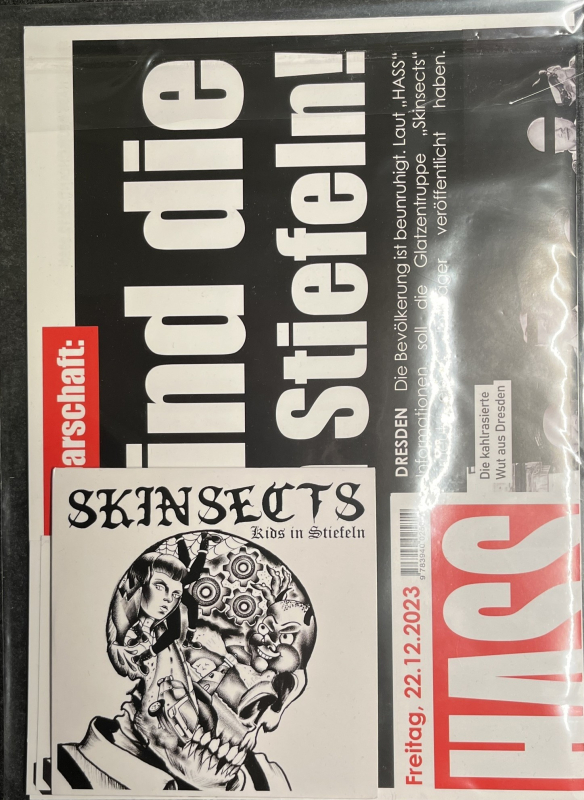 SKINSECTS
Kids in Stiefeln
Freitag, 22.12.2023
HASS
arschaft:
ind die
Stiefeln!
DRESDEN Die Bevölkerung ist beunruhigt. Laut „HASS“
Informationen soll die Glatzentruppe „Skinsects“
veröffentlicht haben.
Die kahlrasierte
Wut aus Dresden